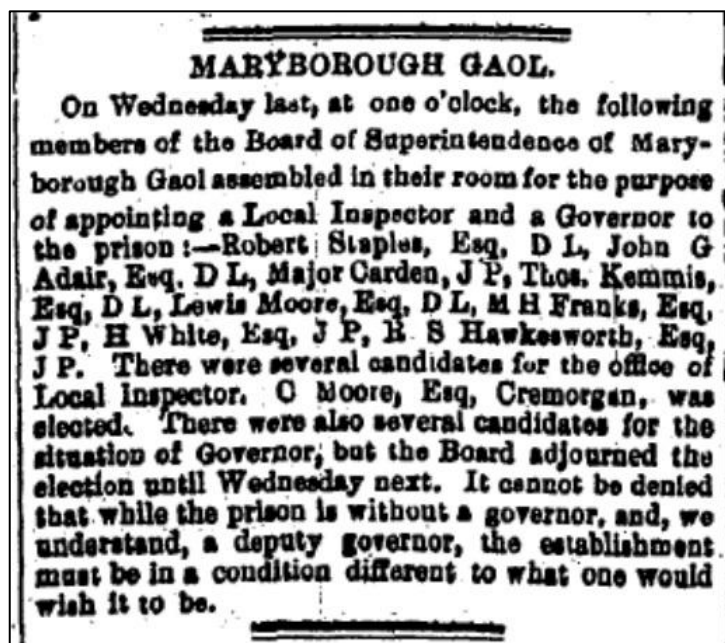 MARYBOROUGH GAOL.
On Wednesday last, at one o'clock, the following
members of the Board of Superintendence of Mary-
borough Gaol assembled in their room for the purpose
of appointing a Local Inspector and a Governor to
the prison:—Robert Staples, Esq, D L, John G
Adair, Esq. D L, Major Carden, J P, Thos. Kemmis,
Esq, D L, Lewis Moore, Esq, D L, M H Franks, Esq,
J P, H White, Esq, J P, R S Hawkesworth, Esq,
J P. There were several candidates for the office of
Local Inspector. C Moore, Esq, Cremorgan, was
elected. There were also several candidates for the
situation of Governor, but the Board adjourned the
election until Wednesday next. It cannot be denied
that while the prison is without a governor, and, we
understand, a deputy governor, the establishment
must be in a condition different to what one would
wish it to be.